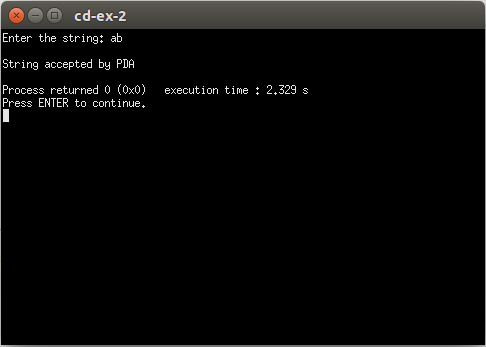 cd-ex-2
Enter the string: ab
String accepted by PDA
Process returned 0 (0x0)   execution time : 2.329 s
Press ENTER to continue.